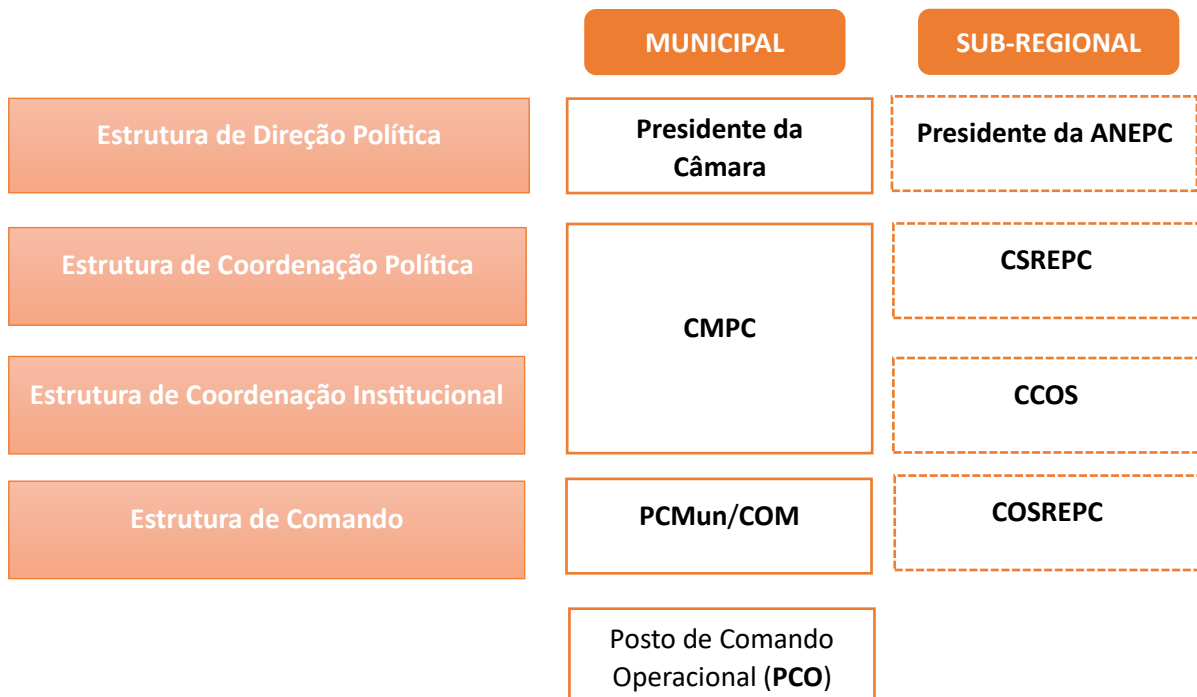 MUNICIPAL
SUB-REGIONAL
Estrutura de Direção Política
Presidente da
Câmara
Presidente da ANEPC
Estrutura de Coordenação Política
CMPC
CSREPC
Estrutura de Coordenação Institucional
CCOS
Estrutura de Comando
PCMun/COM
COSREPC
Posto de Comando
Operacional (PCO)